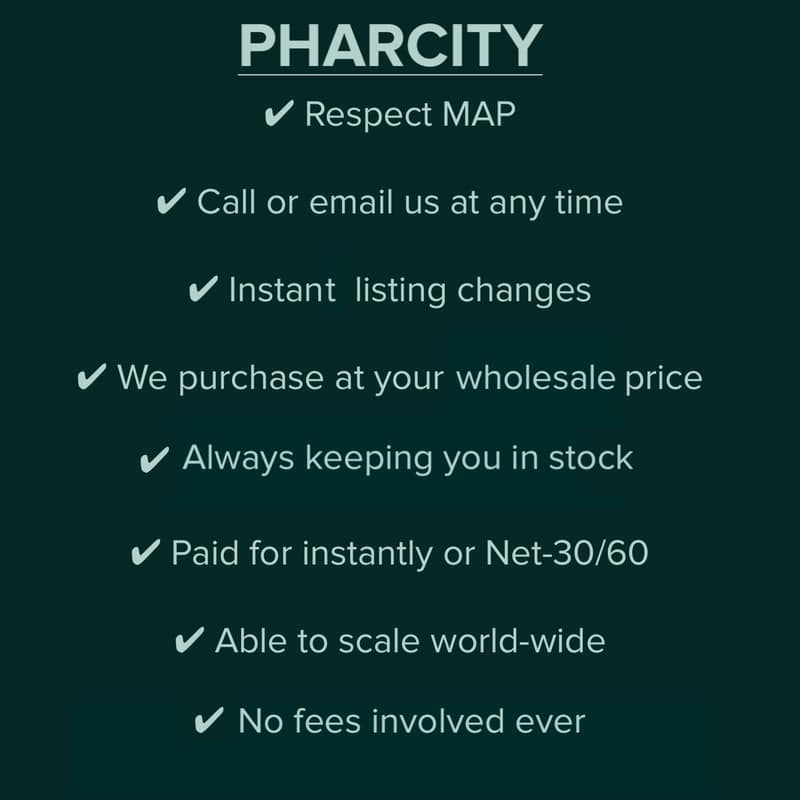 PHARCITY
✔ Respect MAP
✔ Call or email us at any time
✔ Instant  listing changes
✔ We purchase at your wholesale price
✔ Always keeping you in stock
✔ Paid for instantly or Net-30/60
✔ Able to scale world-wide
✔ No fees involved ever